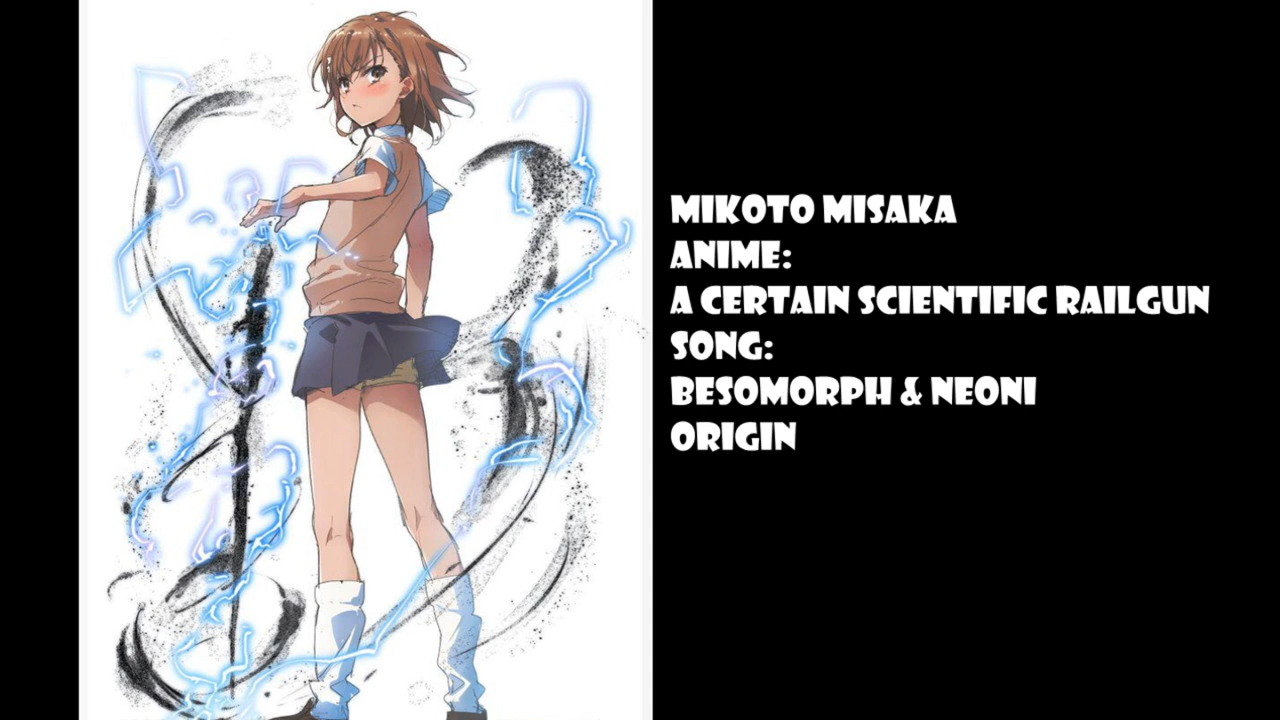 MIKOTO MISAKA
ANIME:
A CERTAIN SCIENTIFIC RAILGUN
SONG:
BESOMORPH & NEONI
ORIGIN